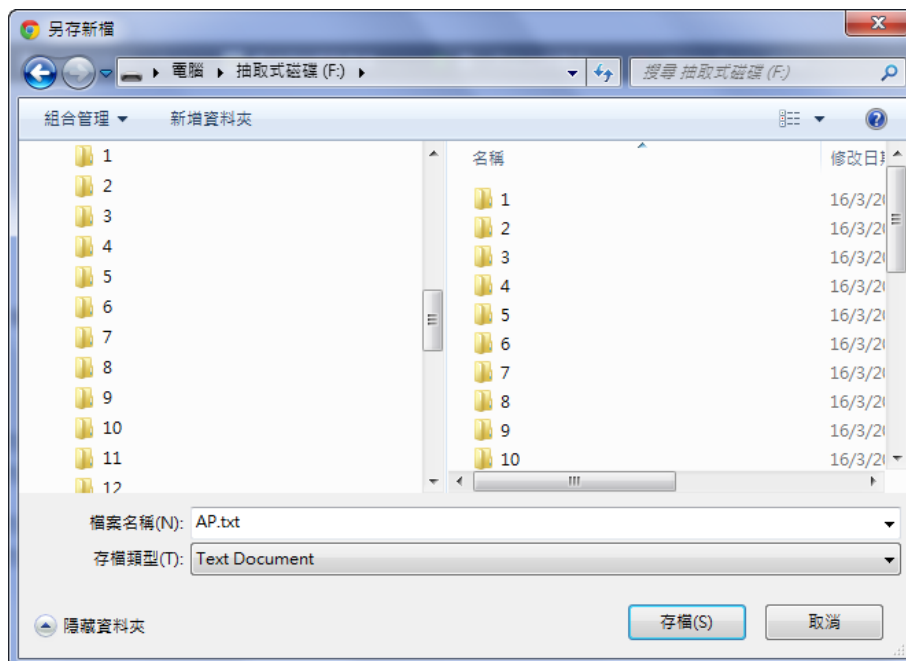 另存新檔
電腦 ▸ 抽取式磁碟 (F:) ▸
搜尋 抽取式磁碟 (F:)
組合管理 ▼ 新增資料夾
1
2
3
4
5
6
7
8
9
10
11
12
名稱 修改日期
1 16/3/20
2 16/3/20
3 16/3/20
4 16/3/20
5 16/3/20
6 16/3/20
7 16/3/20
8 16/3/20
9 16/3/20
10 16/3/20
檔案名稱(N): AP.txt
存檔類型(T): Text Document
隱藏資料夾
存檔(S) 取消